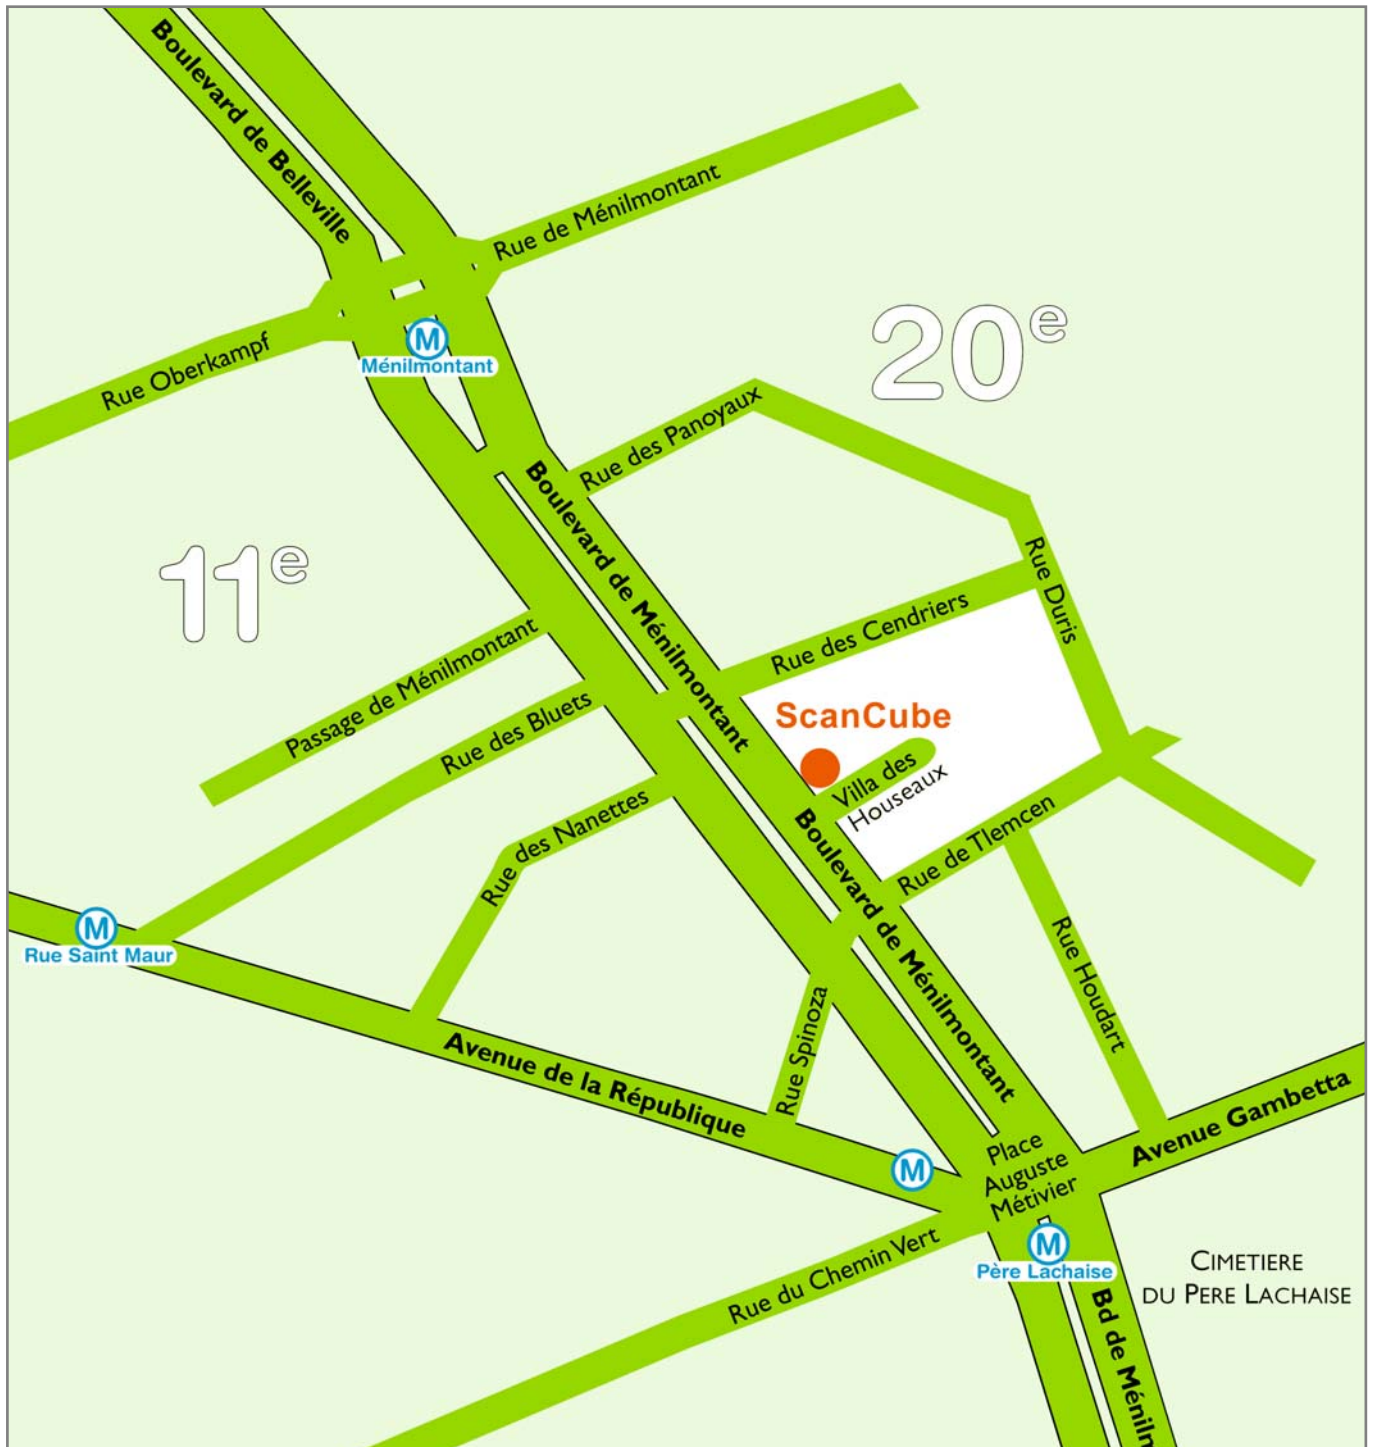 Boulevard de Belleville
Rue de Ménilmontant
20e
Rue Oberkampf
M
Ménilmontant
Rue des Panoyaux
Boulevard de Ménilmontant
Rue Duris
11e
Rue des Cendriers
Passage de Ménilmontant
Rue des Bluets
ScanCube
Villa des
Houseaux
Rue des Nanettes
Boulevard de Ménilmontant
Rue de Tlemcen
M
Rue Saint Maur
Rue Houdart
Rue Spinoza
Avenue de la République
Avenue Gambetta
M
Place
Auguste
Métivier
Rue du Chemin Vert
M
Père Lachaise
CIMETIERE
DU PERE LACHAISE
Bd de Méniln